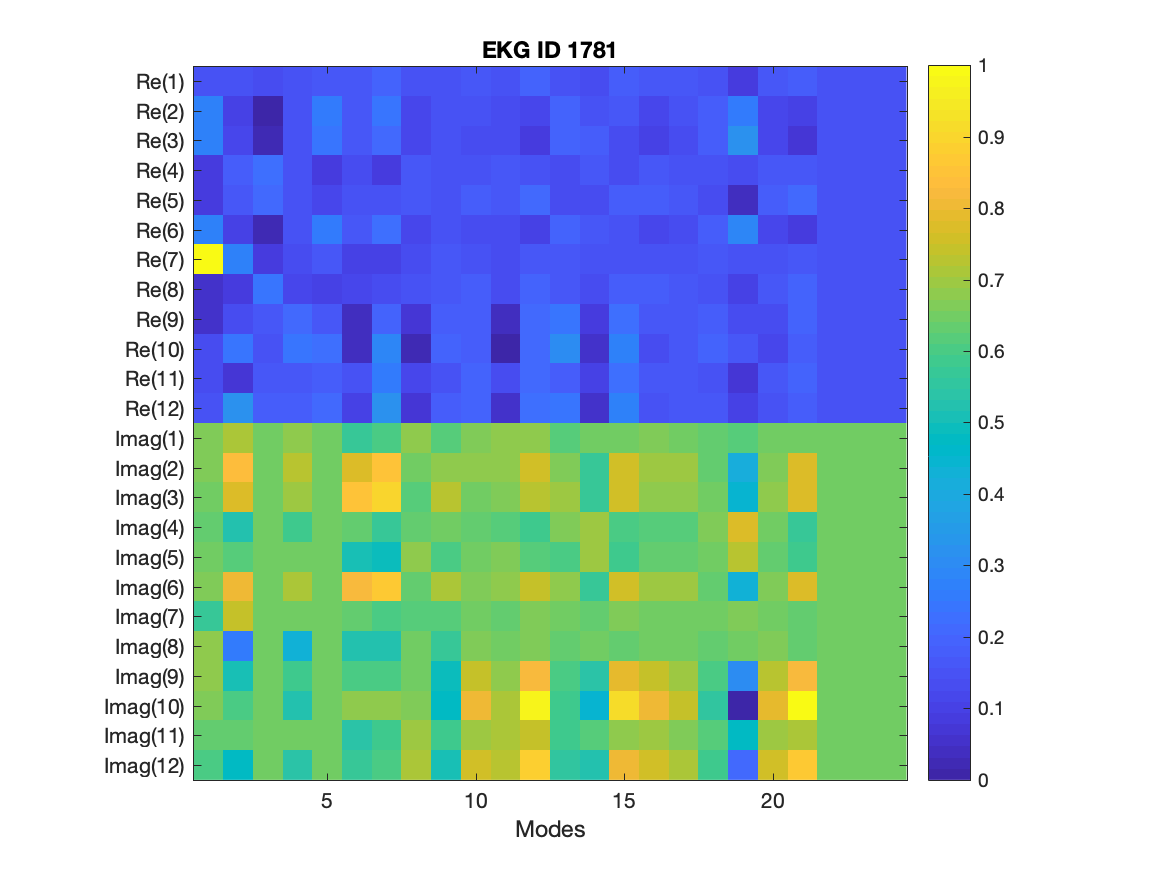 EKG ID 1781
Re(1)
Re(2)
Re(3)
Re(4)
Re(5)
Re(6)
Re(7)
Re(8)
Re(9)
Re(10)
Re(11)
Re(12)
Imag(1)
Imag(2)
Imag(3)
Imag(4)
Imag(5)
Imag(6)
Imag(7)
Imag(8)
Imag(9)
Imag(10)
Imag(11)
Imag(12)
5 10 15 20
Modes
1
0.9
0.8
0.7
0.6
0.5
0.4
0.3
0.2
0.1
0